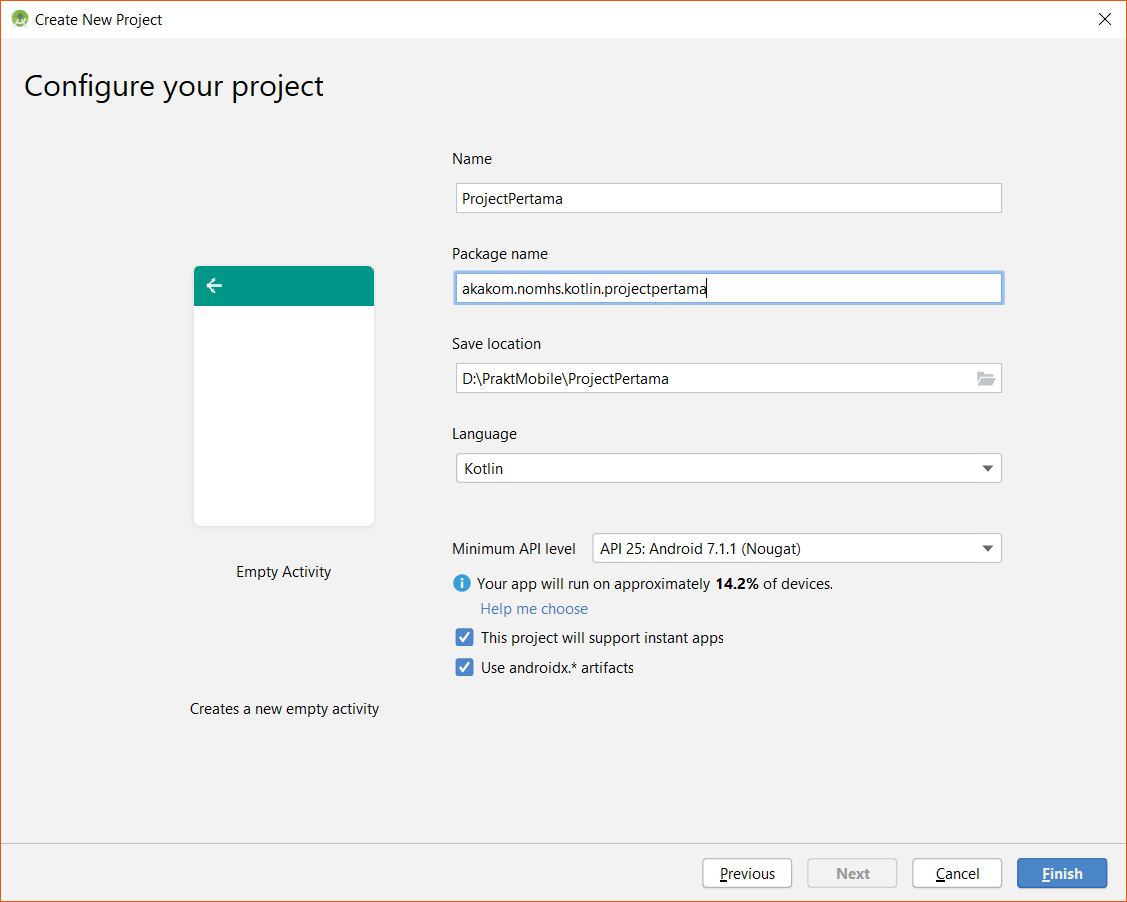 Create New Project
Configure your project
Name
ProjectPertama
Package name
akakom.nomhs.kotlin.projectpertama
Save location
D:\PraktMobile\ProjectPertama
Language
Kotlin
Minimum API level API 25: Android 7.1.1 (Nougat)
Your app will run on approximately 14.2% of devices.
Help me choose
This project will support instant apps
Use androidx.* artifacts
Empty Activity
Creates a new empty activity
Previous Next Cancel Finish